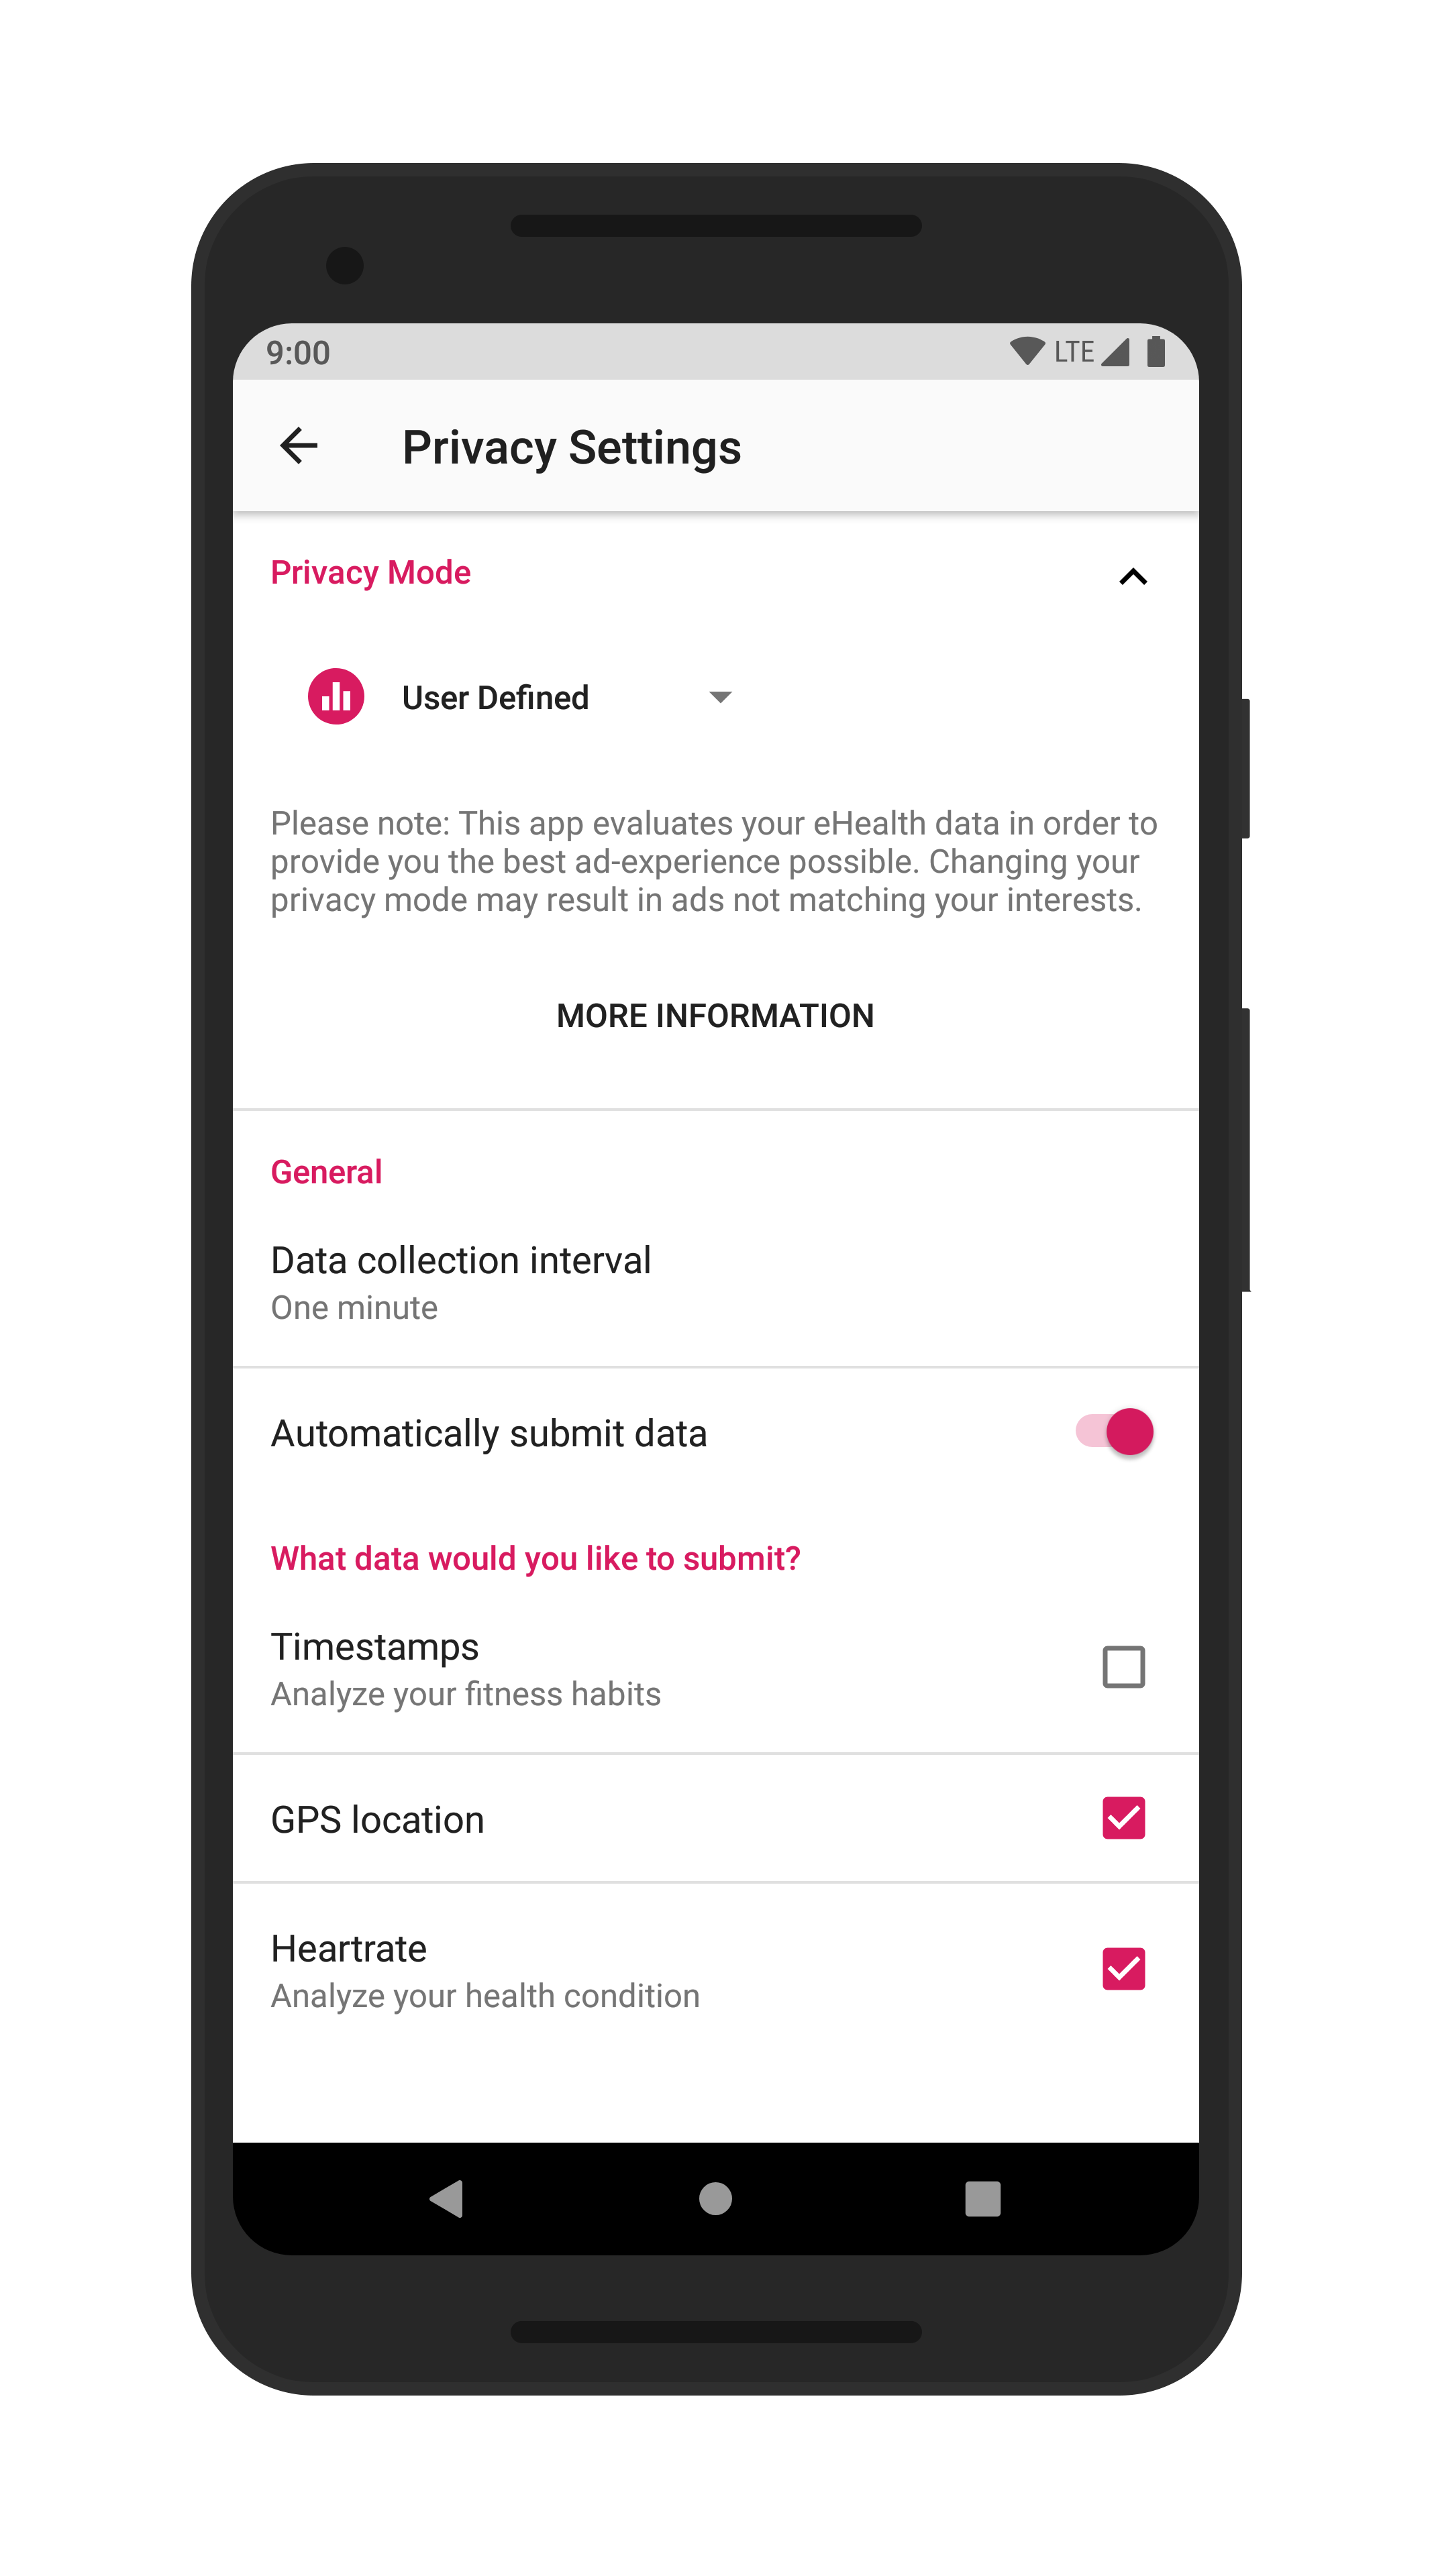 9:00 LTE
Privacy Settings
Privacy Mode
User Defined
Please note: This app evaluates your eHealth data in order to
provide you the best ad-experience possible. Changing your
privacy mode may result in ads not matching your interests.
MORE INFORMATION
General
Data collection interval
One minute
Automatically submit data
What data would you like to submit?
Timestamps
Analyze your fitness habits
GPS location
Heartrate
Analyze your health condition